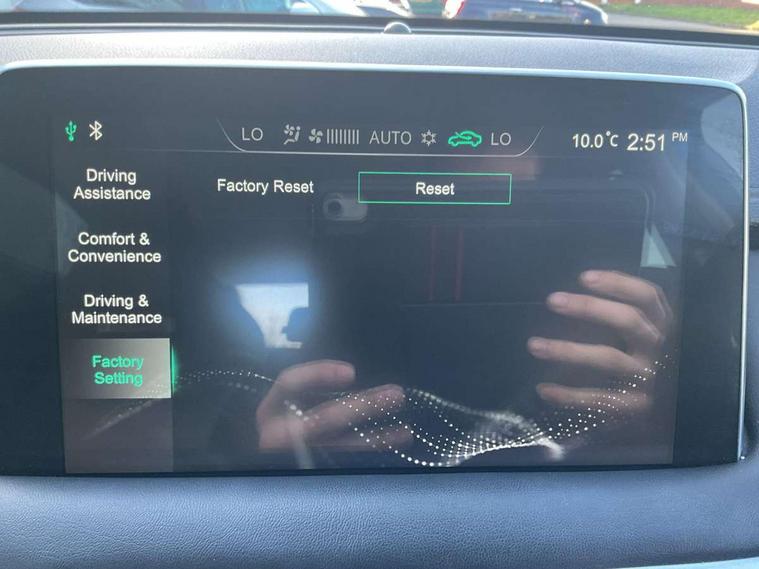 LO AUTO LO 10.0°C 2:51 PM
Driving
Assistance
Factory Reset Reset
Comfort &
Convenience
Driving &
Maintenance
Factory
Setting